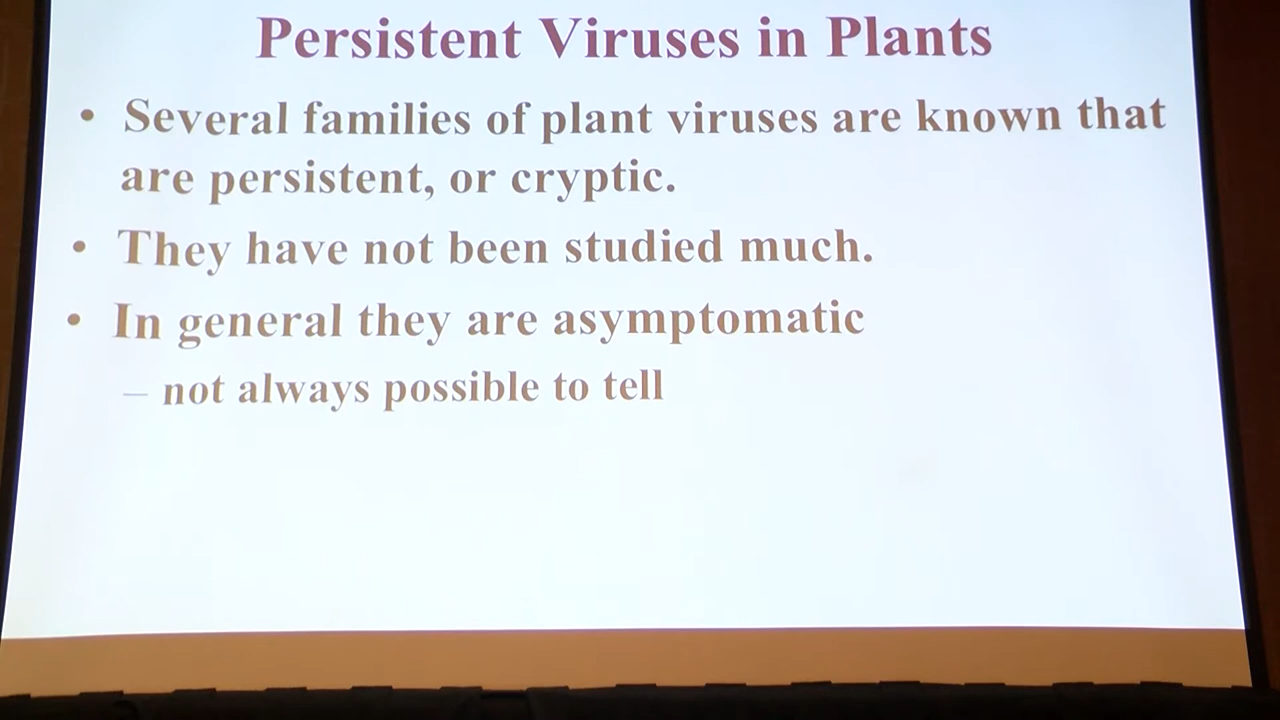 Persistent Viruses in Plants
• Several families of plant viruses are known that
are persistent, or cryptic.
• They have not been studied much.
• In general they are asymptomatic
– not always possible to tell